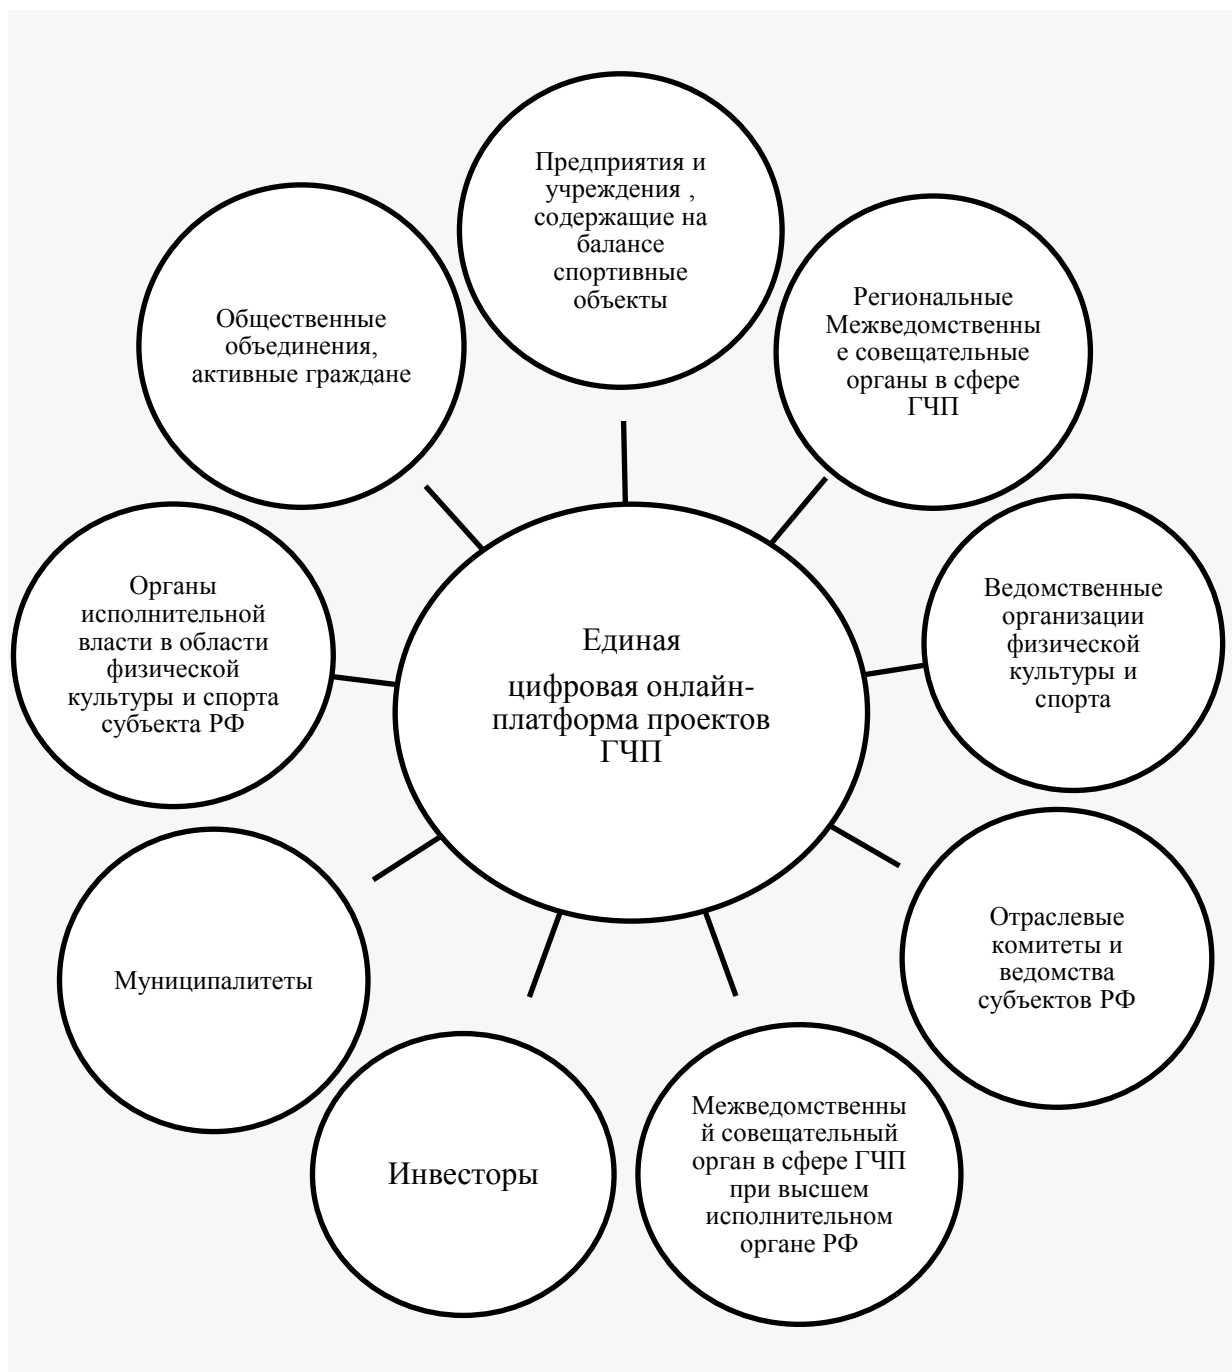 Предприятия и
учреждения ,
содержащие на
балансе
спортивные
объекты
Региональные
Межведомственны
е совещательные
органы в сфере
ГЧП
Ведомственные
организации
физической
культуры и
спорта
Отраслевые
комитеты и
ведомства
субъектов РФ
Межведомственны
й совещательный
орган в сфере ГЧП
при высшем
исполнительном
органе РФ
Инвесторы
Муниципалитеты
Органы
исполнительной
власти в области
физической
культуры и спорта
субъекта РФ
Общественные
объединения,
активные граждане
Единая
цифровая онлайн-
платформа проектов
ГЧП